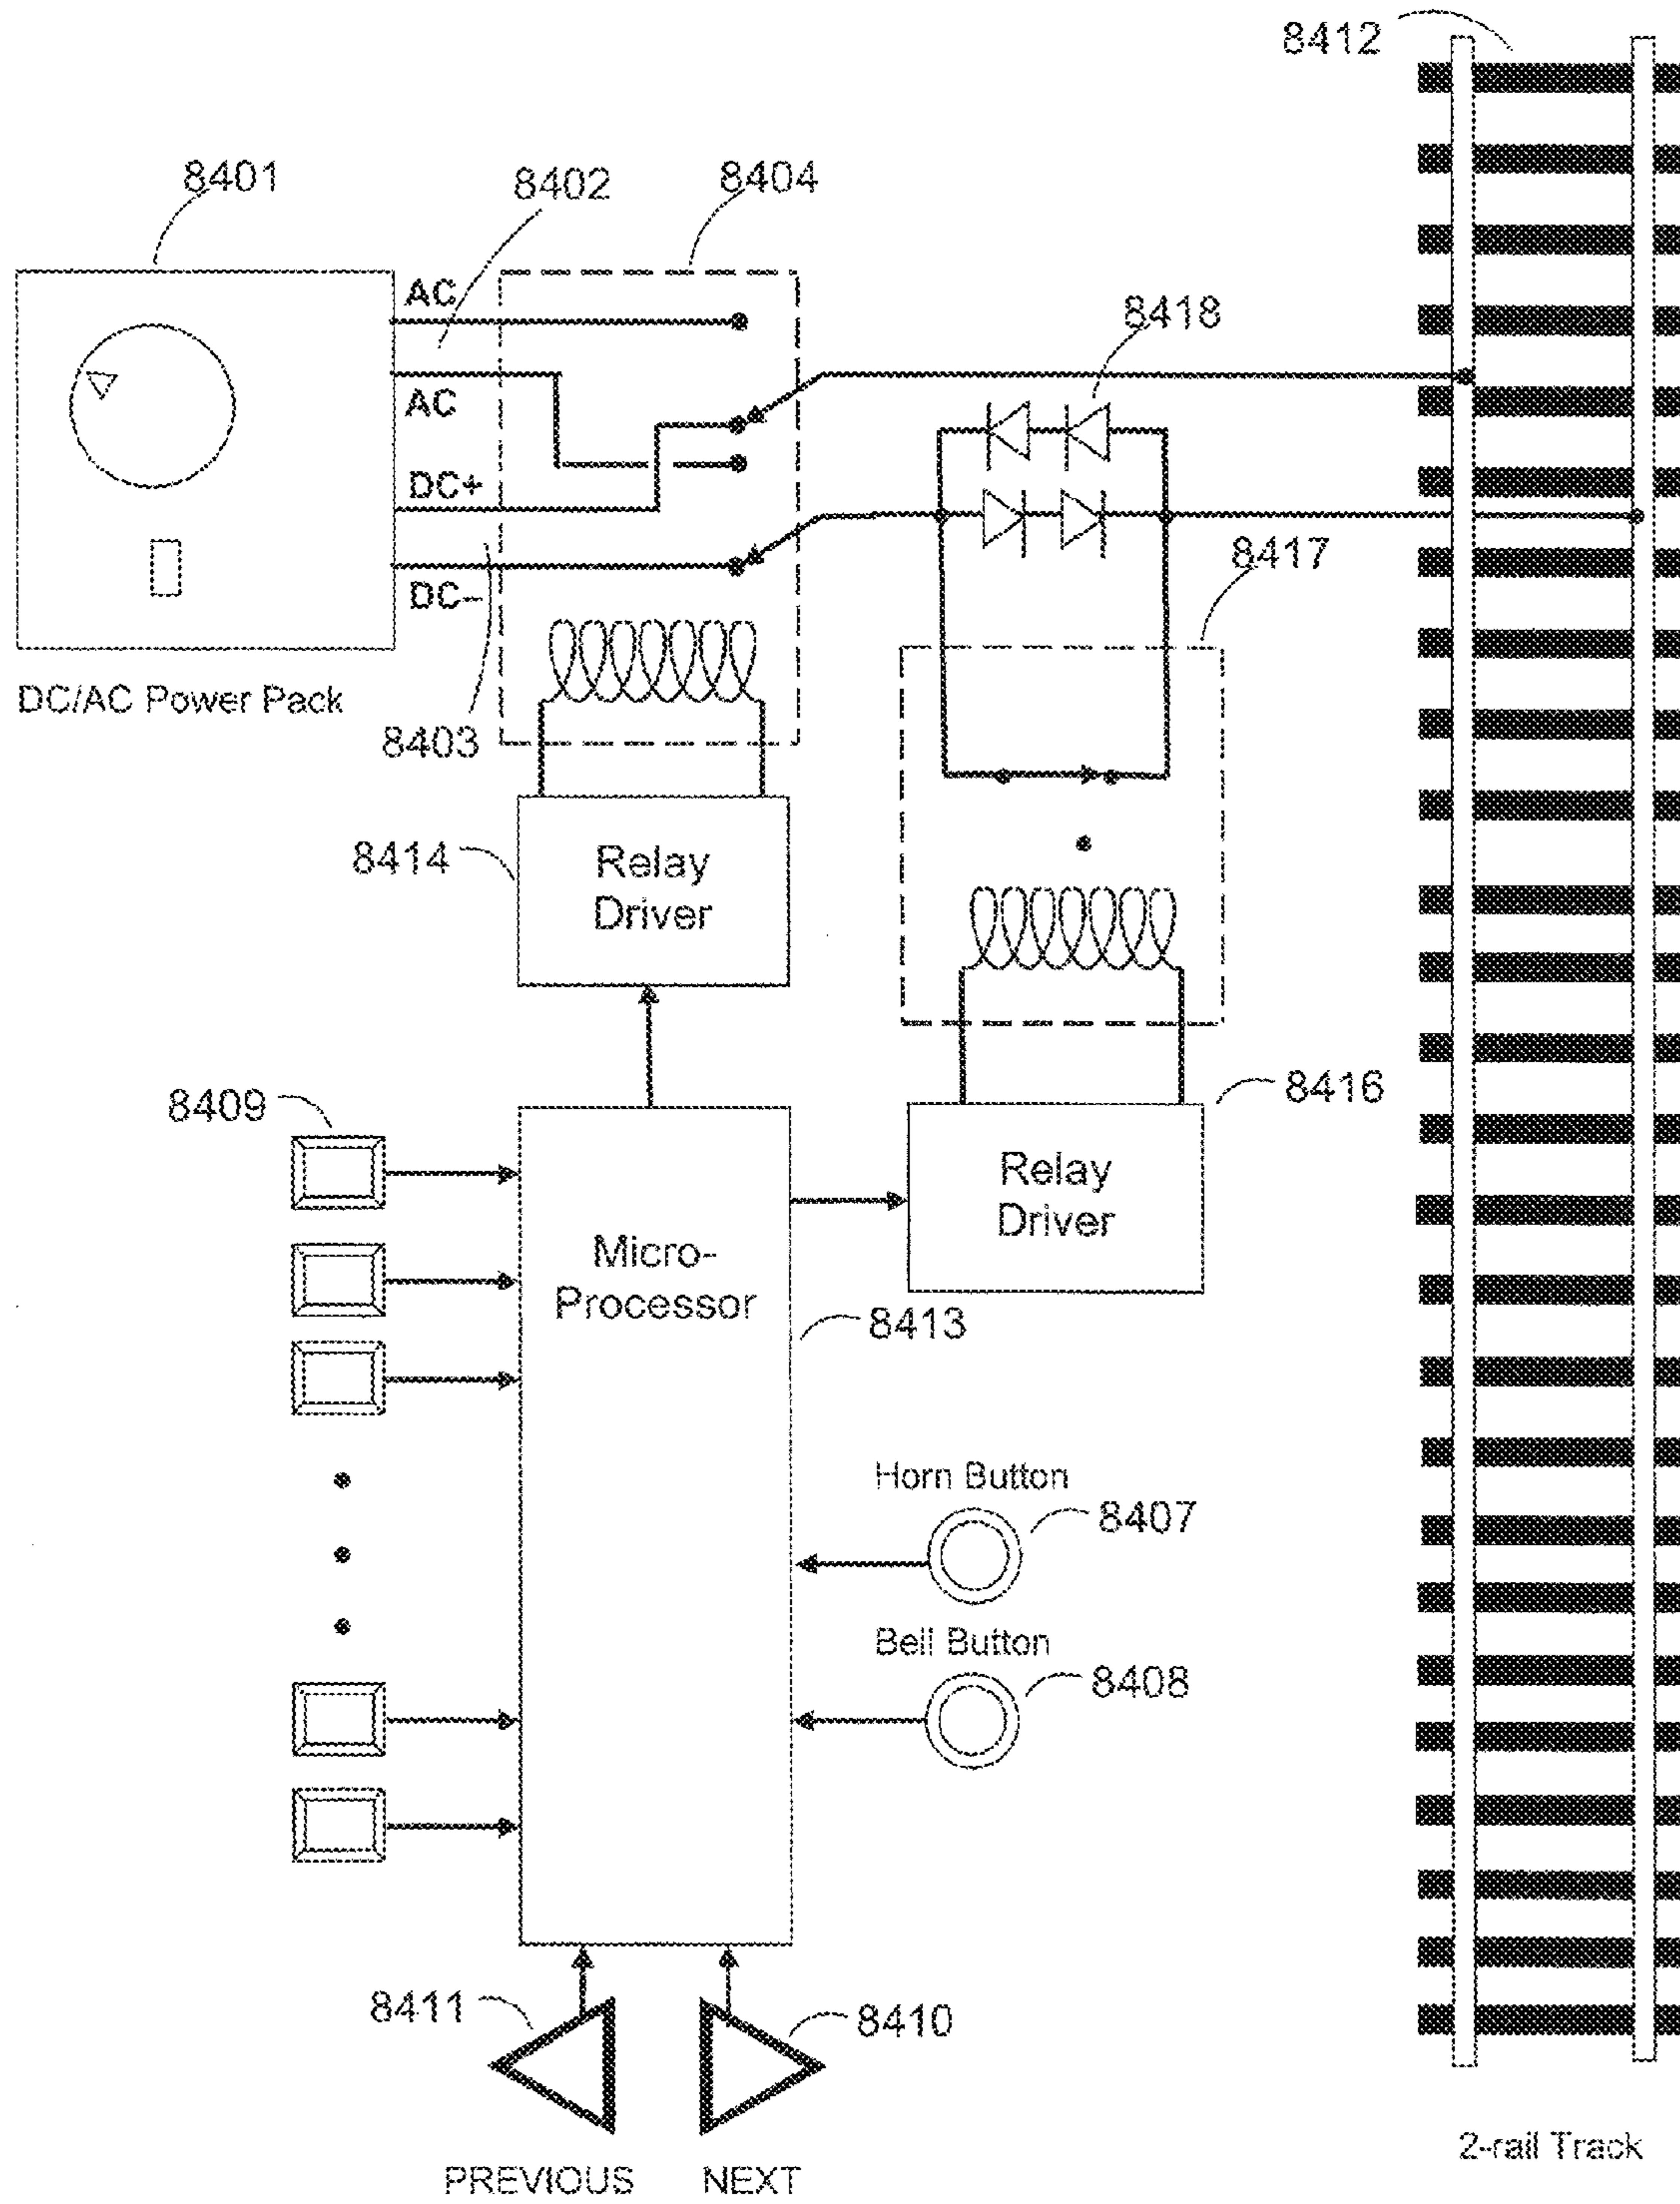 8412
8401
8402
8404
AC
8418
AC
DC+
8417
DC–
DC/AC Power Pack
8403
8414
Relay
Driver
8409
8416
Relay
Driver
Micro-
Processor
8413
Horn Button
8407
Bell Button
8408
8411
8410
2-rail Track
PREVIOUS
NEXT